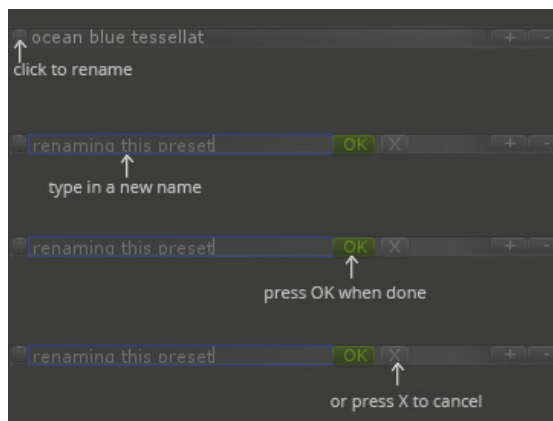 ocean blue tessellat + -
click to rename
renaming this preset OK X + -
type in a new name
renaming this preset OK X + -
press OK when done
renaming this preset OK X + -
or press X to cancel